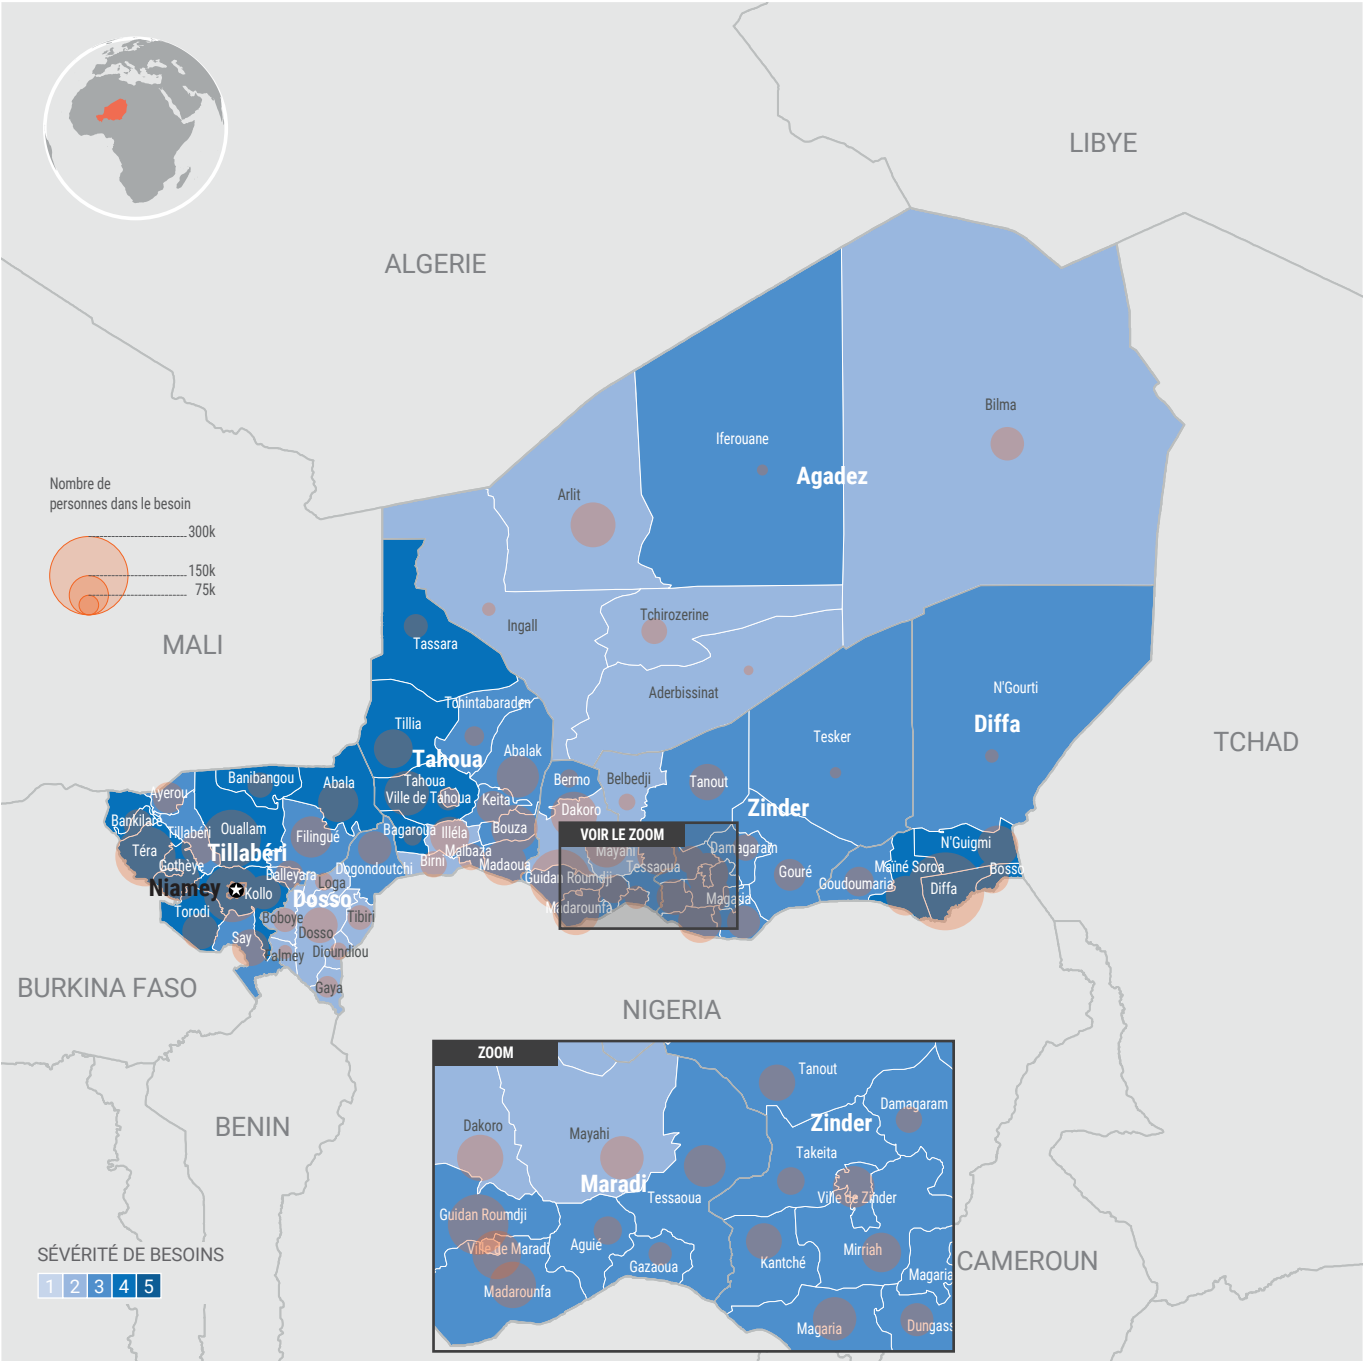 LIBYE
ALGERIE
Bilma
Iferouane
Agadez
Arlit
Nombre de
personnes dans le besoin
300k
150k
75k
MALI
Tchirozerine
Ingall
Tassara
Aderbissinat
N'Gourti
Diffa
TCHAD
Tchintabaraden
Tillia
Tesker
Abalak
Tahoua
Bermo
Belbedji
Tanout
Banibangou
Abala
Tahoua
Ville de Tahoua
Ayerou
Keita
Dakoro
Zinder
Bankilaré
Tillabéri
Ouallam
Filingué
Bagaroua
Illéla
Bouza
VOIR LE ZOOM
N'Guigmi
Téra
Tillabéri
Malbaza
Mayahi
Damagaram
Gothèye
Balleyara
Dogondoutchi
Birni
Madaoua
Guidan Roumdji
Tessaoua
Gouré
Goudoumaria
Maïné Soroa
Bosso
Niamey
Kollo
Loga
Dosso
Diffa
Torodi
Boboye
Tibiri
Madarounfa
Magaria
Say
Dosso
Dioundiou
Gaya
BURKINA FASO
NIGERIA
BENIN
CAMEROUN
ZOOM
Tanout
Damagaram
Zinder
Dakoro
Mayahi
Takeita
Maradi
Tessaoua
Ville de Zinder
Guidan Roumdji
Ville de Maradi
Aguié
Gazaoua
Kantché
Mirriah
Magaria
Madarounfa
Magaria
Dungass
SÉVÉRITÉ DE BESOINS
1 2 3 4 5